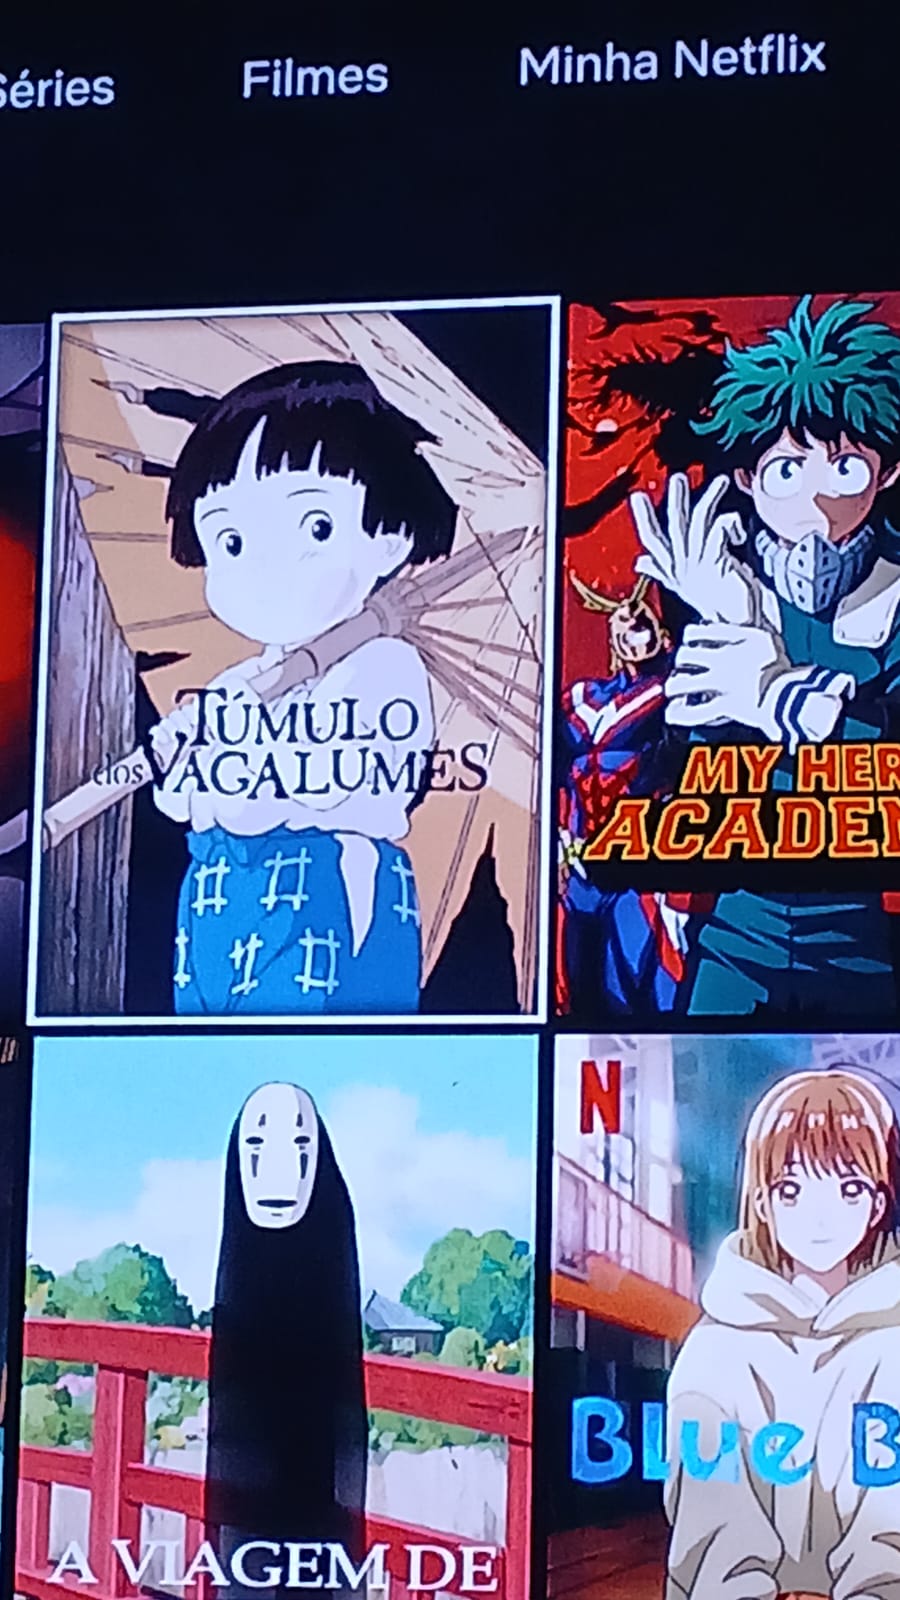 Séries Filmes Minha Netflix
TÚMULO
dos VAGALUMES
MY HER
ACADE
N
BLUe B
A VIAGEM DE